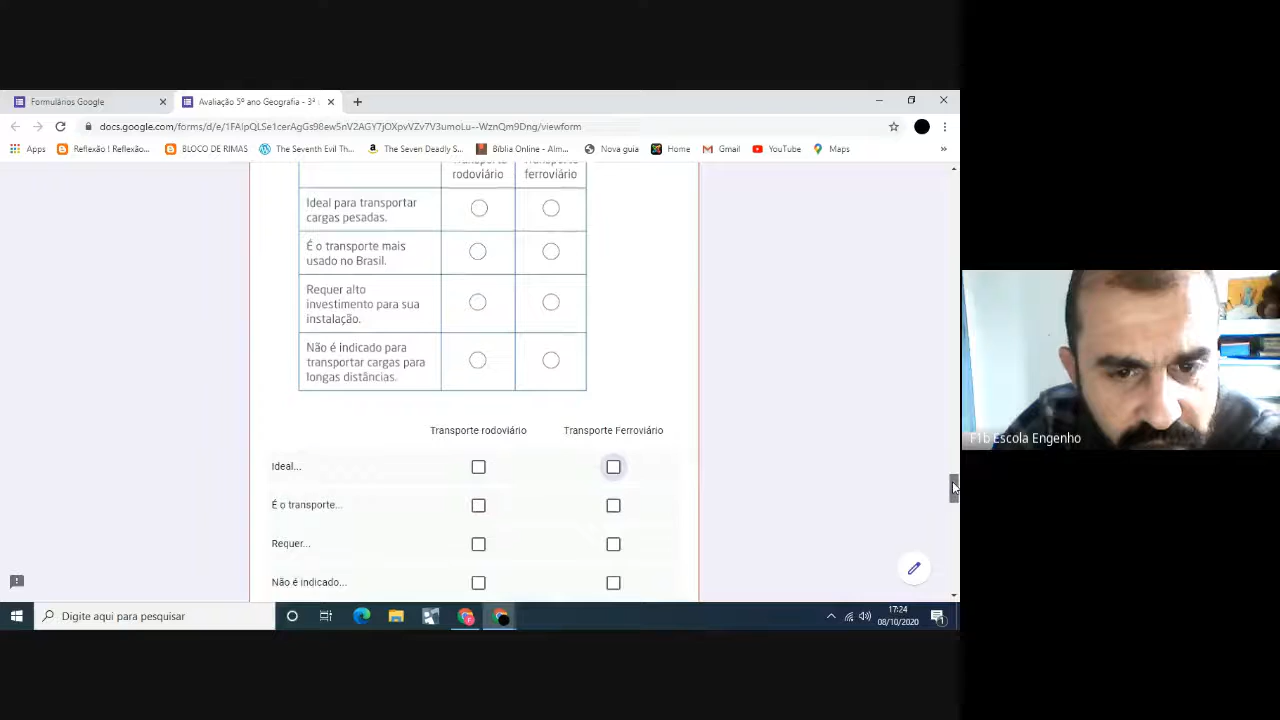 Formulários Google
Avaliação 5º ano Geografia - 3ª
docs.google.com/forms/d/e/1FAIpQLSe1cerAgGs98ew5nV2AGY7jOXpvVZv7V3umoLu--WznQm9Dng/viewform
Apps
Reflexão ! Reflexão...
BLOCO DE RIMAS
The Seventh Evil Th...
The Seven Deadly S...
Bíblia Online - Alm...
Nova guia
Home
Gmail
YouTube
Maps
»
rodoviário
ferroviário
Ideal para transportar
cargas pesadas.
É o transporte mais
usado no Brasil.
Requer alto
investimento para sua
instalação.
Não é indicado para
transportar cargas para
longas distâncias.
Transporte rodoviário
Transporte Ferroviário
Ideal...
É o transporte...
Requer...
Não é indicado...
F1b Escola Engenho
Digite aqui para pesquisar
17:24
08/10/2020